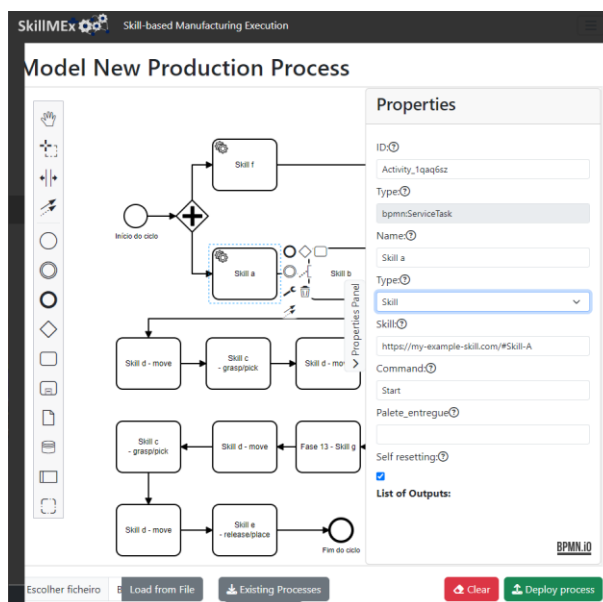 SkillMEx Skill-based Manufacturing Execution
Model New Production Process
Properties
ID:
Activity_1qaq6sz
Type:
bpmn:ServiceTask
Name:
Skill a
Type:
Skill
Skill:
https://my-example-skill.com/#Skill-A
Command:
Start
Palete_entregue
Self resetting:
List of Outputs:
BPMN.iO
Properties Panel
Skill f
Início do ciclo
Skill a
Skill b
Skill d - move
Skill c
- grasp/pick
Skill d - mov
Skill c
- grasp/pick
Skill d - move
Fase 13 - Skill g
Skill d - move
Skill e
- release/place
Fim do ciclo
Escolher ficheiro
Load from File
Existing Processes
Clear
Deploy process